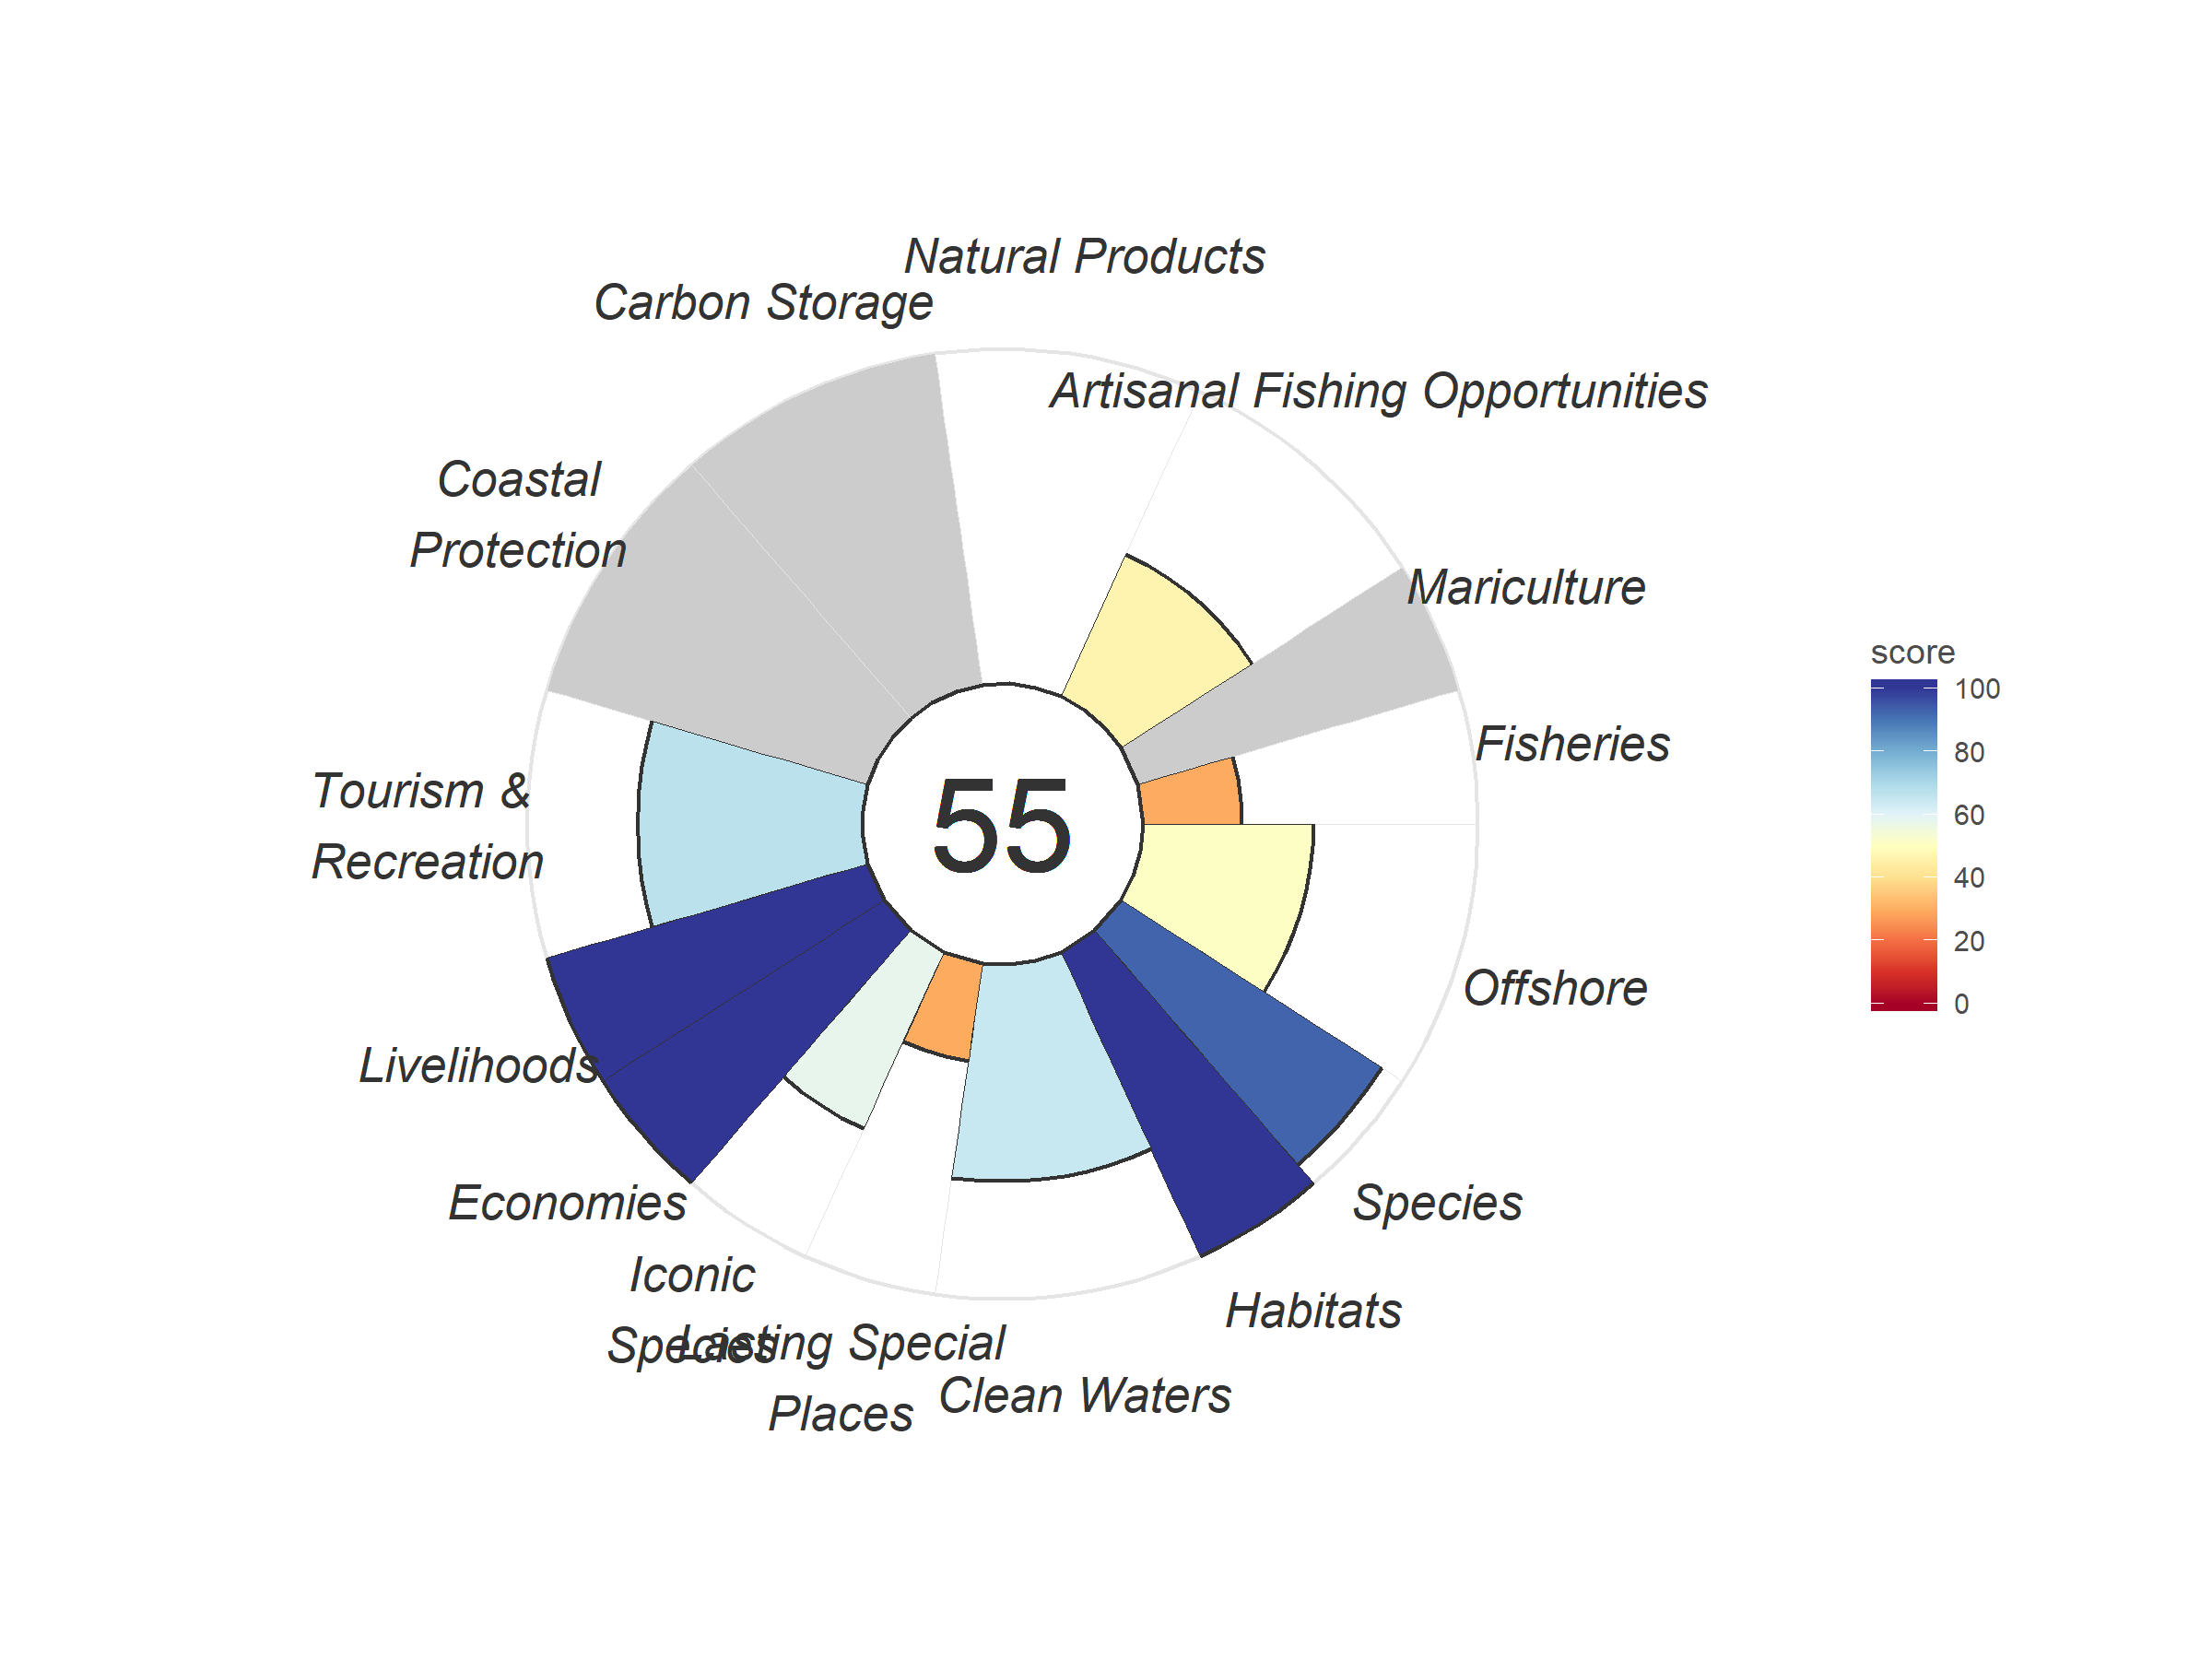 Natural Products
Carbon Storage
Artisanal Fishing Opportunities
Coastal
Protection
Mariculture
Fisheries
Tourism &
Recreation
55
Offshore
Livelihoods
Economies
Species
Iconic
Species
Habitats
Lasting Special
Places
Clean Waters
score
100
80
60
40
20
0